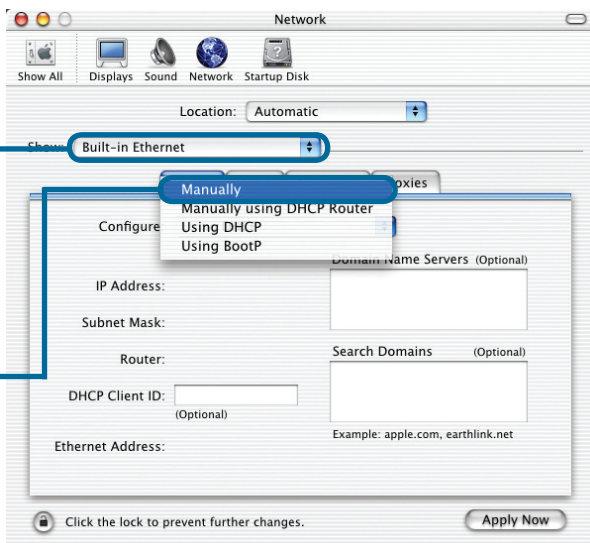 Network
Show All Displays Sound Network Startup Disk
Location: Automatic
Show: Built-in Ethernet
Manually
Manually using DHCP Router
Using DHCP
Using BootP
Proxies
Configure
Domain Name Servers (Optional)
IP Address:
Subnet Mask:
Router:
Search Domains (Optional)
DHCP Client ID:
(Optional)
Example: apple.com, earthlink.net
Ethernet Address:
Click the lock to prevent further changes.
Apply Now